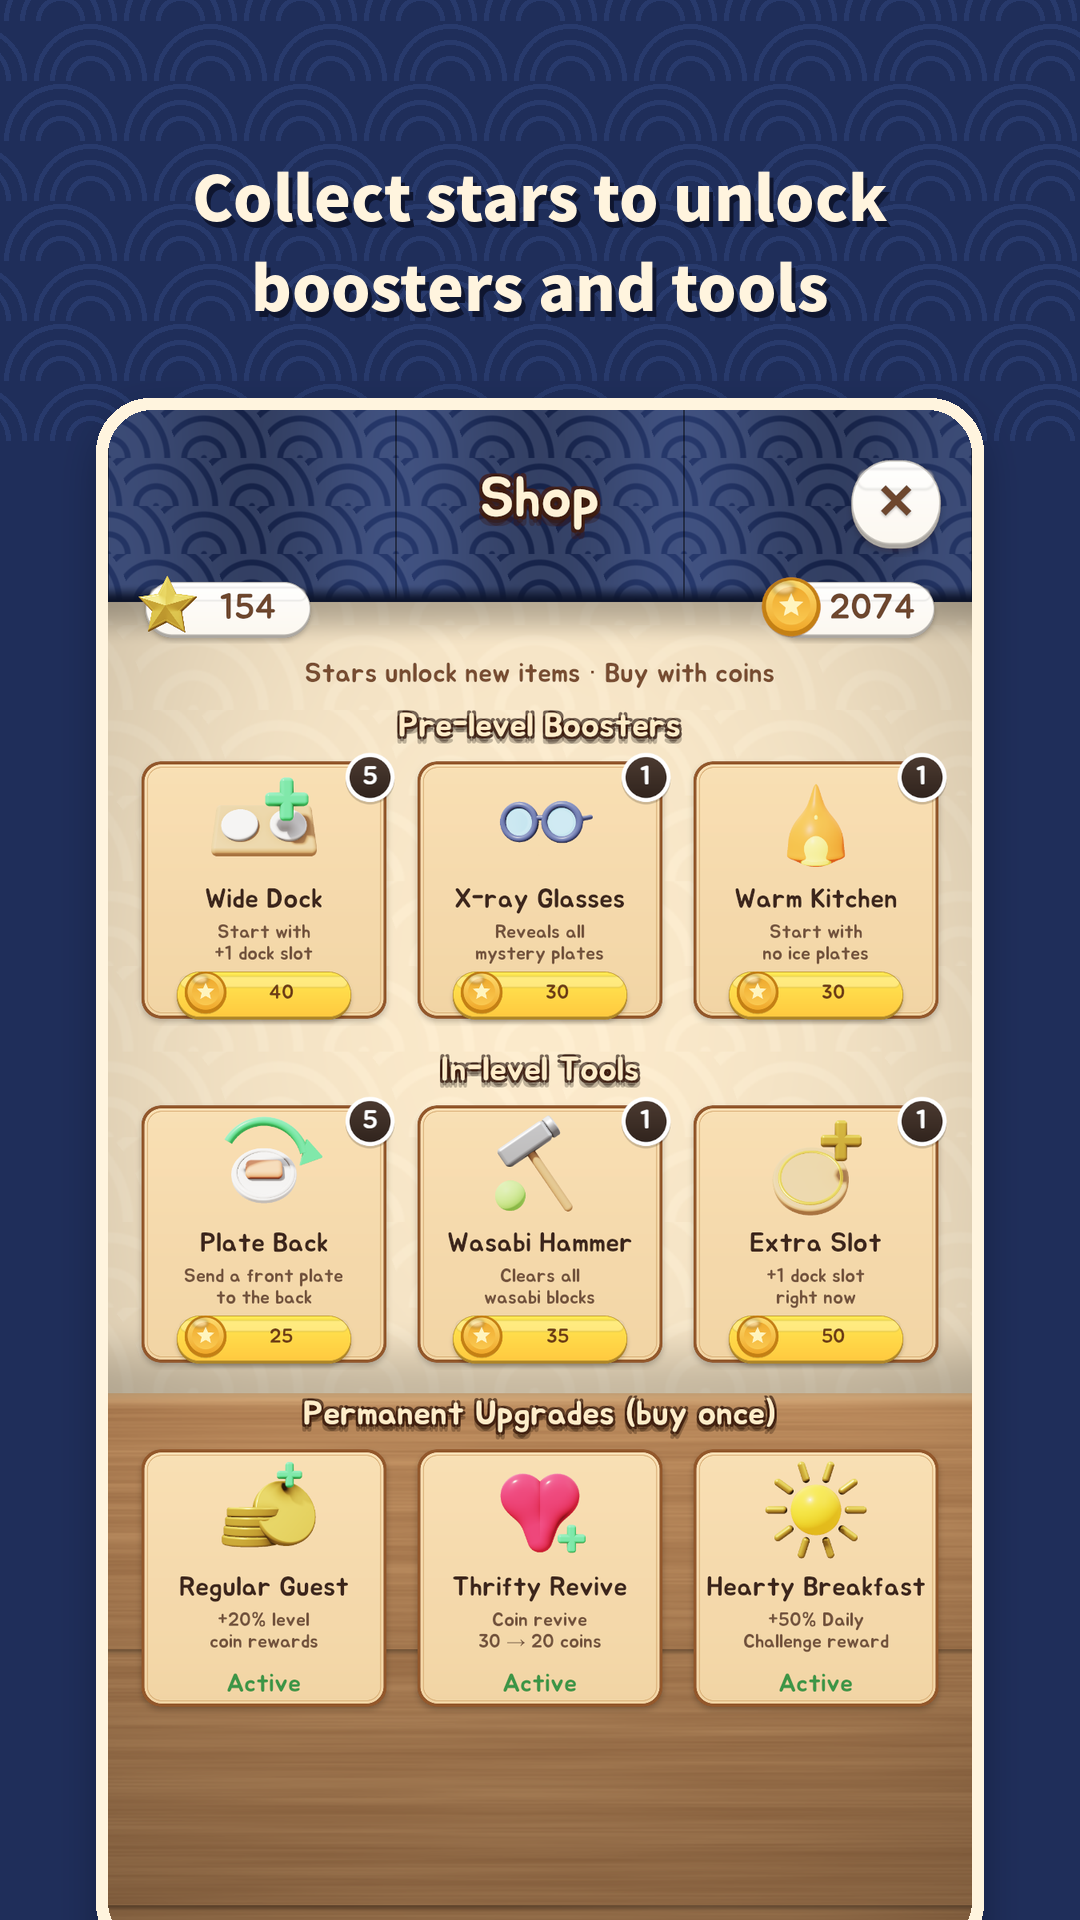 Collect stars to unlock
boosters and tools
Shop
154
2074
Stars unlock new items · Buy with coins
Pre-level Boosters
5
1
1
Wide Dock
X-ray Glasses
Warm Kitchen
Start with
+1 dock slot
Reveals all
mystery plates
Start with
no ice plates
40
30
30
In-level Tools
5
1
1
Plate Back
Wasabi Hammer
Extra Slot
Send a front plate
to the back
Clears all
wasabi blocks
+1 dock slot
right now
25
35
50
Permanent Upgrades (buy once)
Regular Guest
Thrifty Revive
Hearty Breakfast
+20% level
coin rewards
Coin revive
30 → 20 coins
+50% Daily
Challenge reward
Active
Active
Active